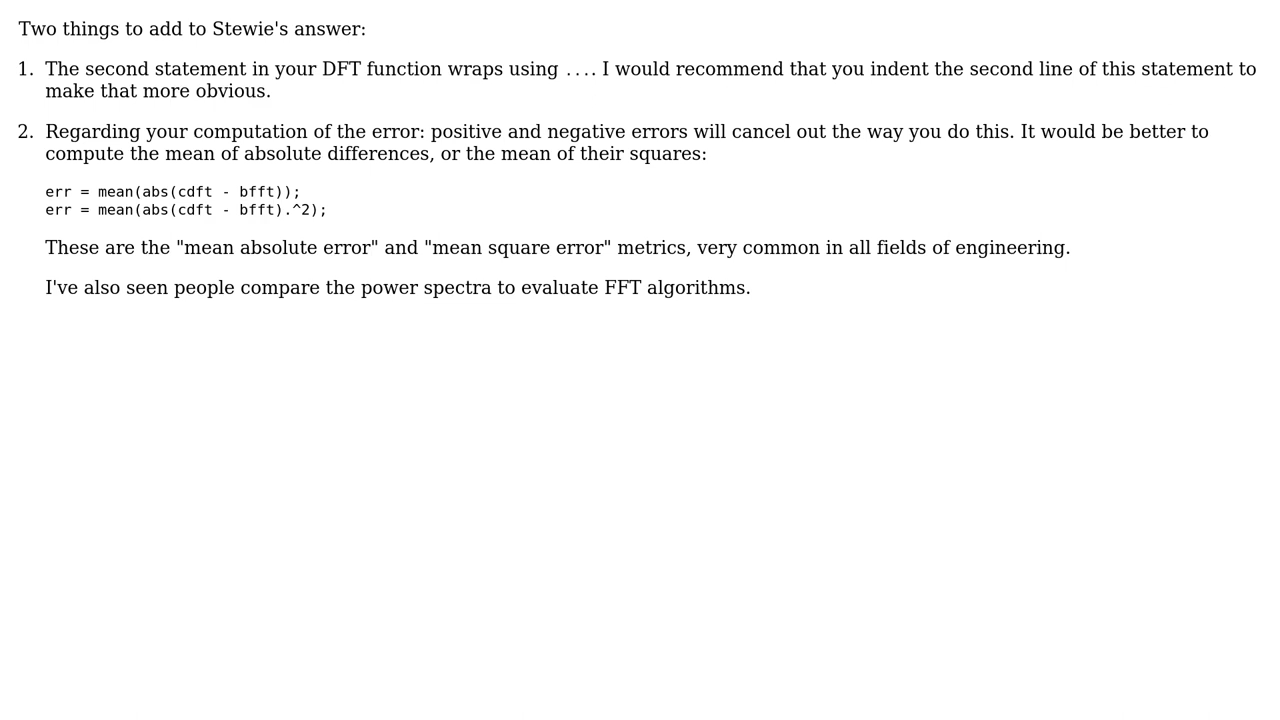 Two things to add to Stewie's answer:
1. The second statement in your DFT function wraps using .... I would recommend that you indent the second line of this statement to
make that more obvious.
2. Regarding your computation of the error: positive and negative errors will cancel out the way you do this. It would be better to
compute the mean of absolute differences, or the mean of their squares:
err = mean(abs(cdft - bfft));
err = mean(abs(cdft - bfft).^2);
These are the "mean absolute error" and "mean square error" metrics, very common in all fields of engineering.
I've also seen people compare the power spectra to evaluate FFT algorithms.